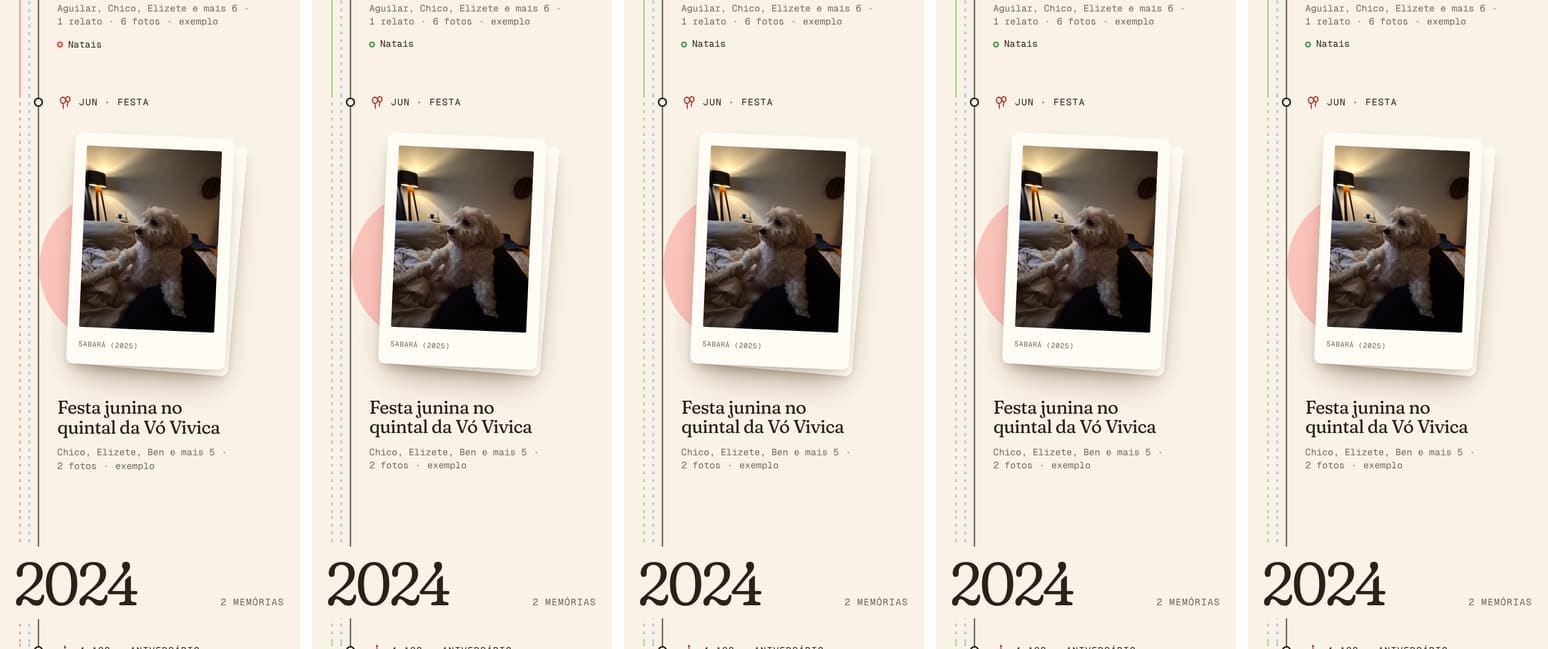 Aguilar, Chico, Elizete e mais 6 ·
1 relato · 6 fotos · exemplo
Natais
JUN · FESTA
SABARÁ (2025)
Festa junina no
quintal da Vó Vivica
Chico, Elizete, Ben e mais 5 ·
2 fotos · exemplo
2024
2 MEMÓRIAS
Aguilar, Chico, Elizete e mais 6 ·
1 relato · 6 fotos · exemplo
Natais
JUN · FESTA
SABARÁ (2025)
Festa junina no
quintal da Vó Vivica
Chico, Elizete, Ben e mais 5 ·
2 fotos · exemplo
2024
2 MEMÓRIAS
Aguilar, Chico, Elizete e mais 6 ·
1 relato · 6 fotos · exemplo
Natais
JUN · FESTA
SABARÁ (2025)
Festa junina no
quintal da Vó Vivica
Chico, Elizete, Ben e mais 5 ·
2 fotos · exemplo
2024
2 MEMÓRIAS
Aguilar, Chico, Elizete e mais 6 ·
1 relato · 6 fotos · exemplo
Natais
JUN · FESTA
SABARÁ (2025)
Festa junina no
quintal da Vó Vivica
Chico, Elizete, Ben e mais 5 ·
2 fotos · exemplo
2024
2 MEMÓRIAS
Aguilar, Chico, Elizete e mais 6 ·
1 relato · 6 fotos · exemplo
Natais
JUN · FESTA
SABARÁ (2025)
Festa junina no
quintal da Vó Vivica
Chico, Elizete, Ben e mais 5 ·
2 fotos · exemplo
2024
2 MEMÓRIAS